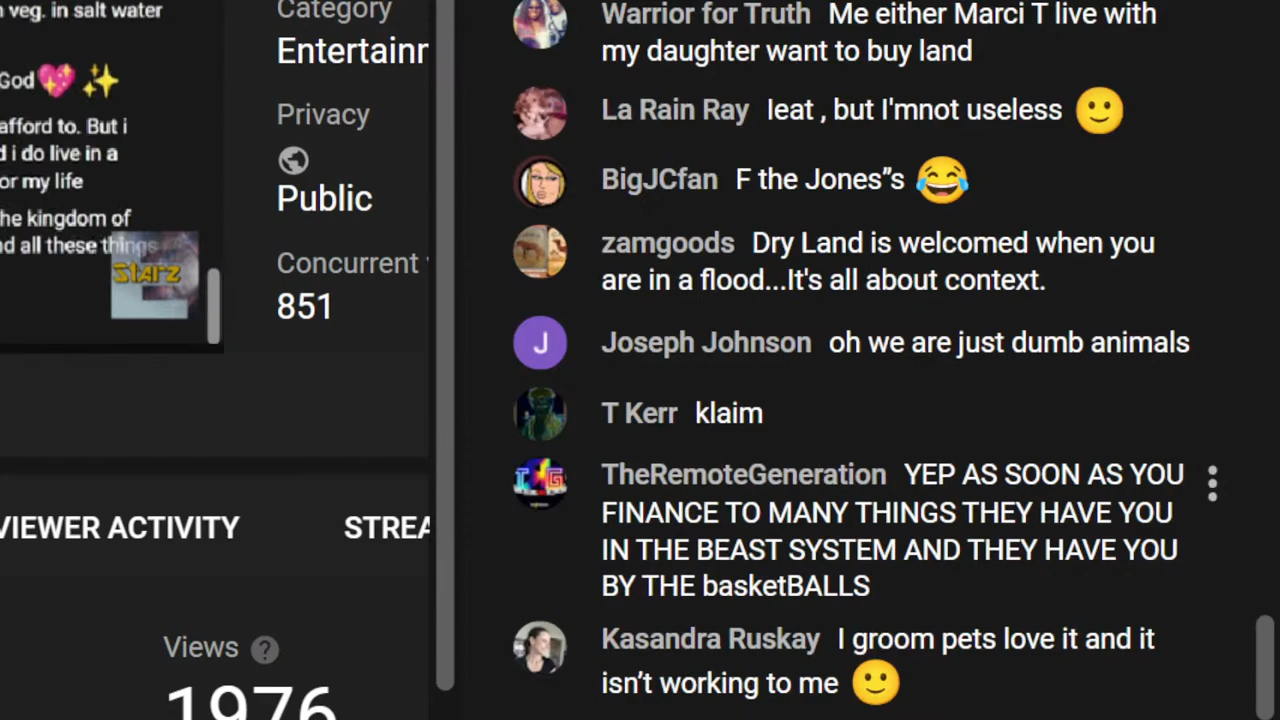 veg. in salt water
God💖✨
afford to. But i
i do live in a
or my life
he kingdom of
nd all these things
Starz
Category
Entertainm
Privacy
Public
Concurrent
851
VIEWER ACTIVITY
STREA
Views ?
1976
Warrior for Truth Me either Marci T live with
my daughter want to buy land
La Rain Ray Ieat , but I'mnot useless 🙂
BigJCfan F the Jones”s 😂
zamgoods Dry Land is welcomed when you
are in a flood...It's all about context.
J
Joseph Johnson oh we are just dumb animals
T Kerr klaim
TheRemoteGeneration YEP AS SOON AS YOU
FINANCE TO MANY THINGS THEY HAVE YOU
IN THE BEAST SYSTEM AND THEY HAVE YOU
BY THE basketBALLS
Kasandra Ruskay I groom pets love it and it
isn’t working to me 🙂